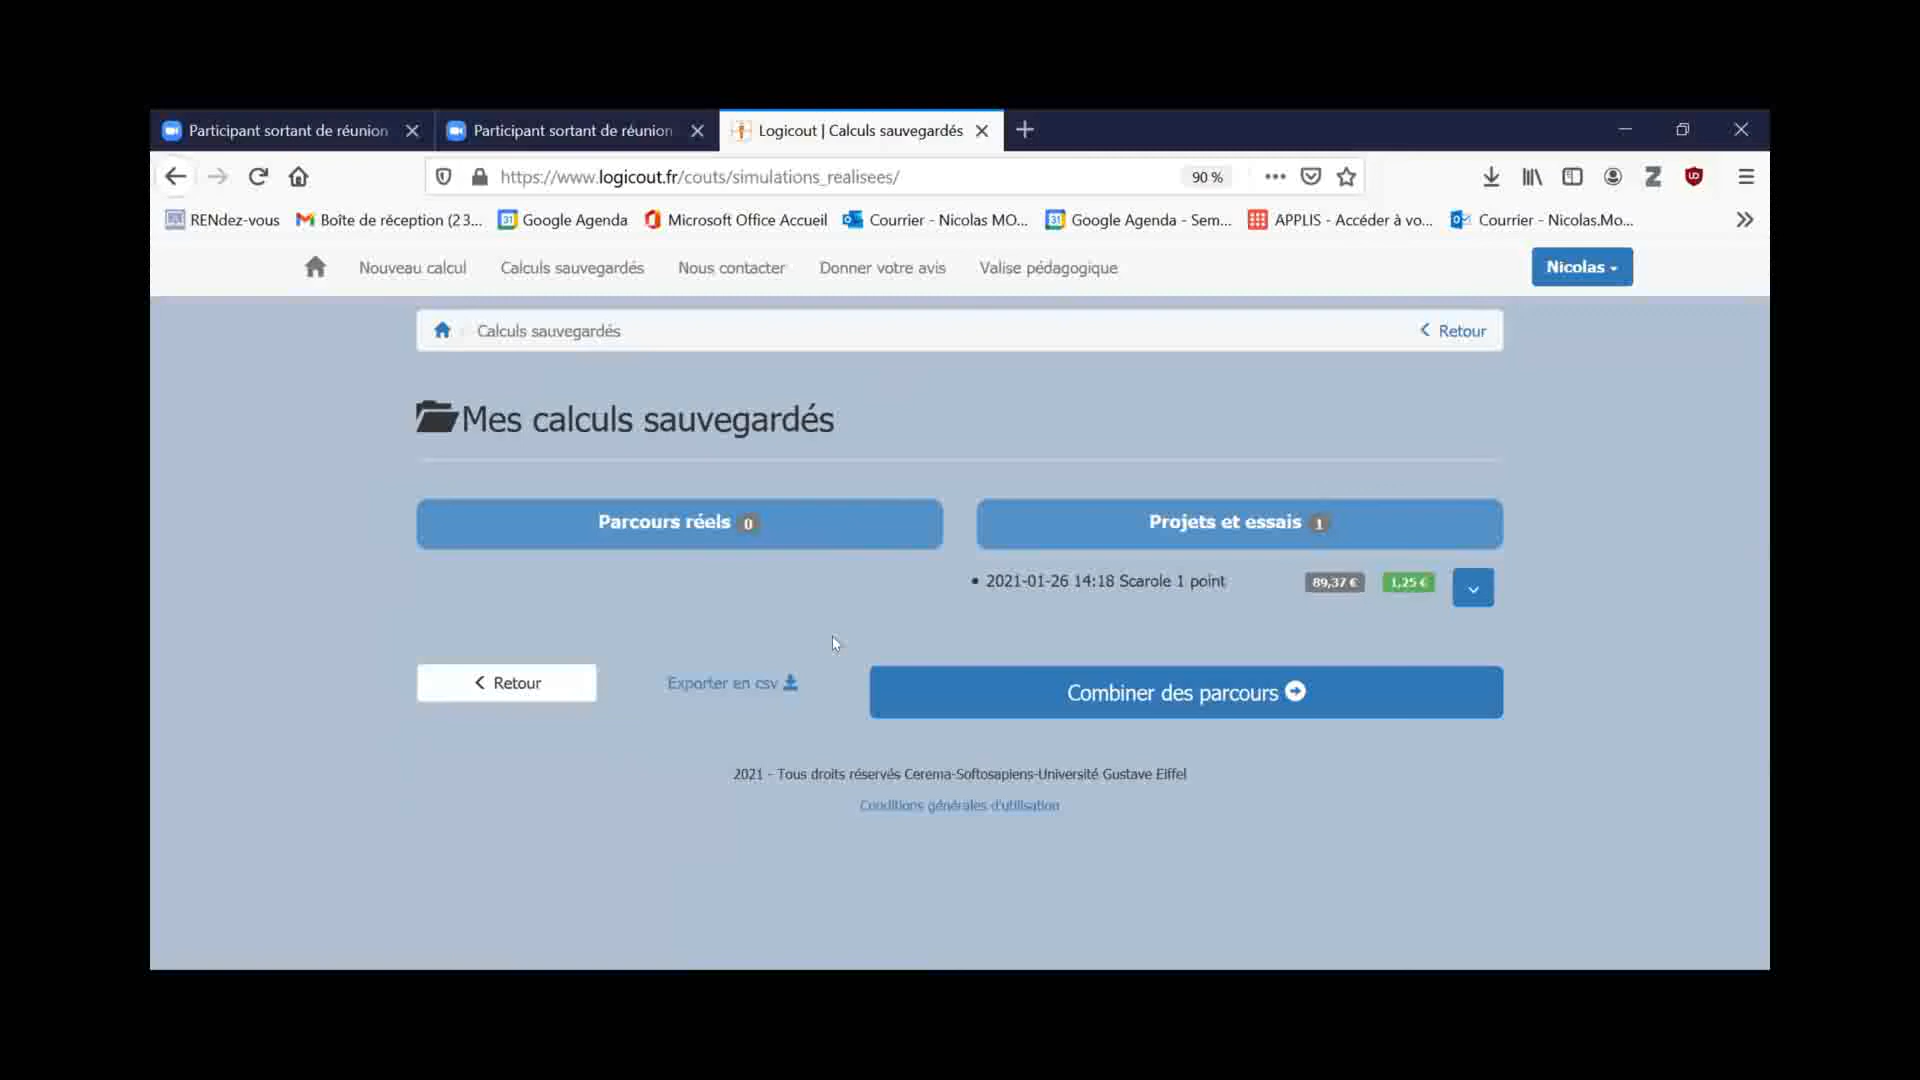 Participant sortant de réunion
Participant sortant de réunion
Logicout | Calculs sauvegardés
https://www.logicout.fr/couts/simulations_realisees/
90 %
RENdez-vous
Boîte de réception (23...
Google Agenda
Microsoft Office Accueil
Courrier - Nicolas MO...
Google Agenda - Sem...
APPLIS - Accéder à vo...
Courrier - Nicolas.Mo...
Nouveau calcul
Calculs sauvegardés
Nous contacter
Donner votre avis
Valise pédagogique
Nicolas
Calculs sauvegardés
Retour
Mes calculs sauvegardés
Parcours réels 0
Projets et essais 1
• 2021-01-26 14:18 Scarole 1 point
89,37 €
1,25 €
Retour
Exporter en csv
Combiner des parcours
2021 - Tous droits réservés Cerema-Softosapiens-Université Gustave Eiffel
Conditions générales d'utilisation